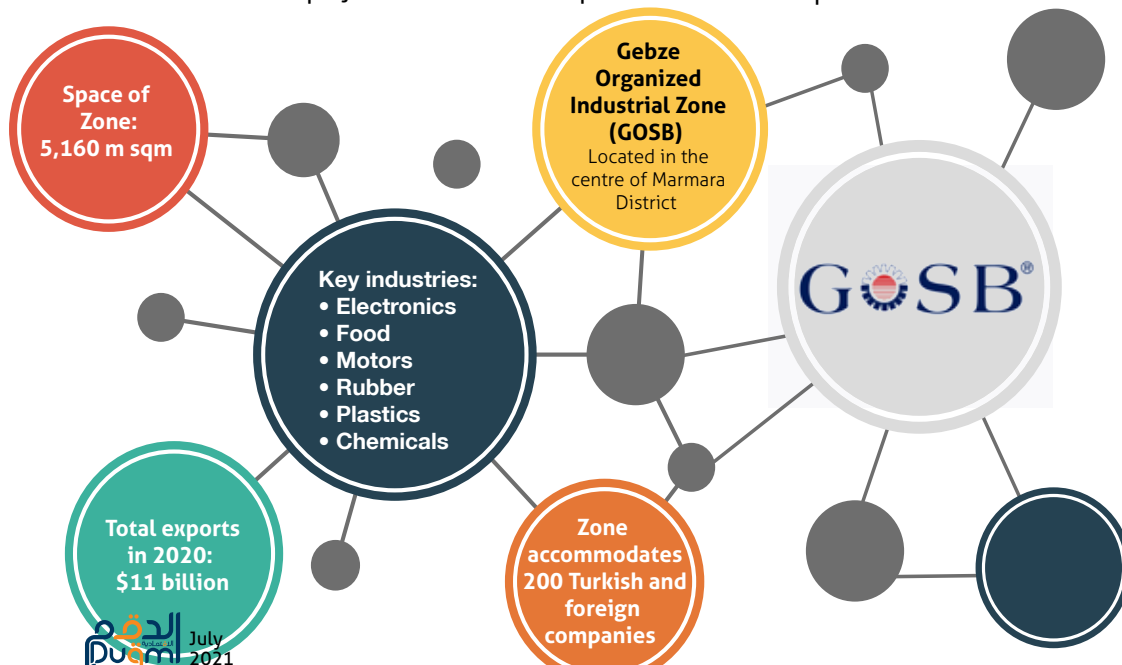 Space of
Zone:
5,160 m sqm
Gebze
Organized
Industrial Zone
(GOSB)
Located in the
centre of Marmara
District
GOSB®
Key industries:
• Electronics
• Food
• Motors
• Rubber
• Plastics
• Chemicals
Total exports
in 2020:
$11 billion
Zone
accommodates
200 Turkish and
foreign
companies
الدقم
Duqm
July
2021